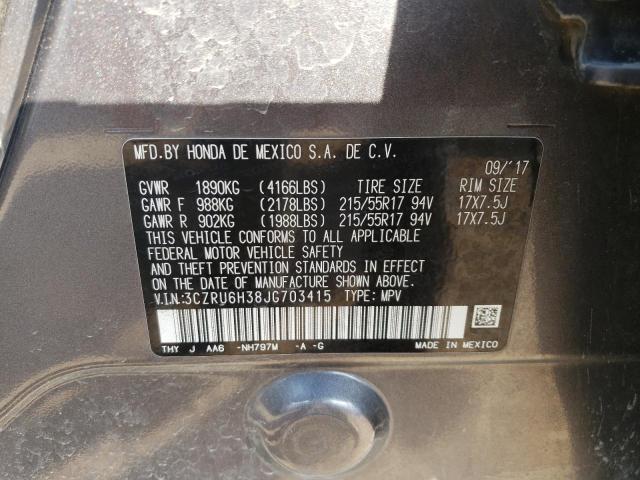 MFD.BY HONDA DE MEXICO S.A. DE C.V.
09/'17
GVWR 1890KG (4166LBS) TIRE SIZE RIM SIZE
GAWR F 988KG (2178LBS) 215/55R17 94V 17X7.5J
GAWR R 902KG (1988LBS) 215/55R17 94V 17X7.5J
THIS VEHICLE CONFORMS TO ALL APPLICABLE
FEDERAL MOTOR VEHICLE SAFETY
AND THEFT PREVENTION STANDARDS IN EFFECT
ON THE DATE OF MANUFACTURE SHOWN ABOVE.
V.I.N:3CZRU6H38JG703415 TYPE: MPV
THY J AA6 -NH797M -A -G
MADE IN MEXICO